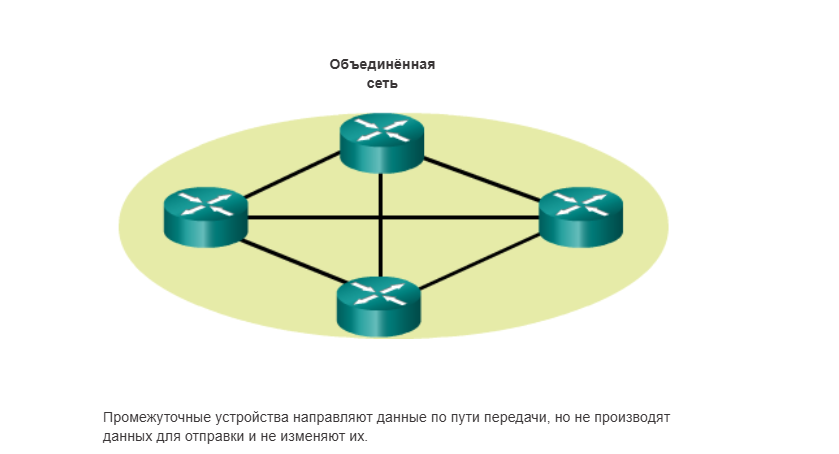 Объединённая
сеть
Промежуточные устройства направляют данные по пути передачи, но не производят
данных для отправки и не изменяют их.